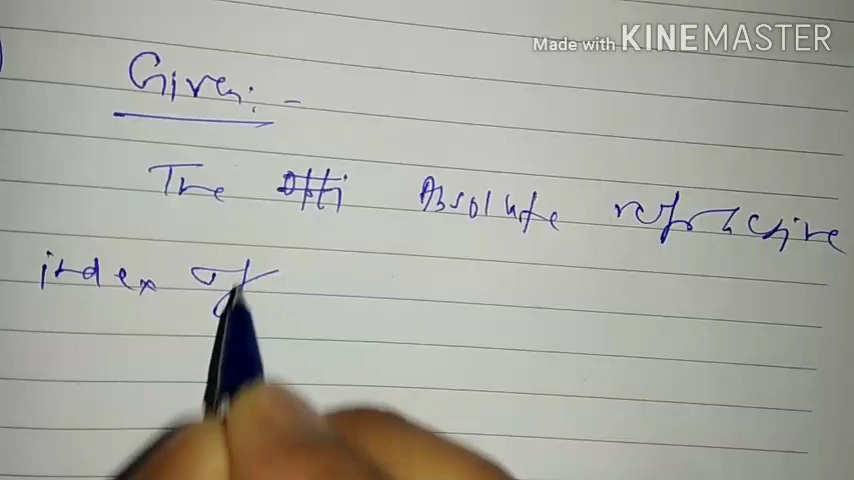 Made with KINEMASTER
Given:-
The Absolute refractive
index of